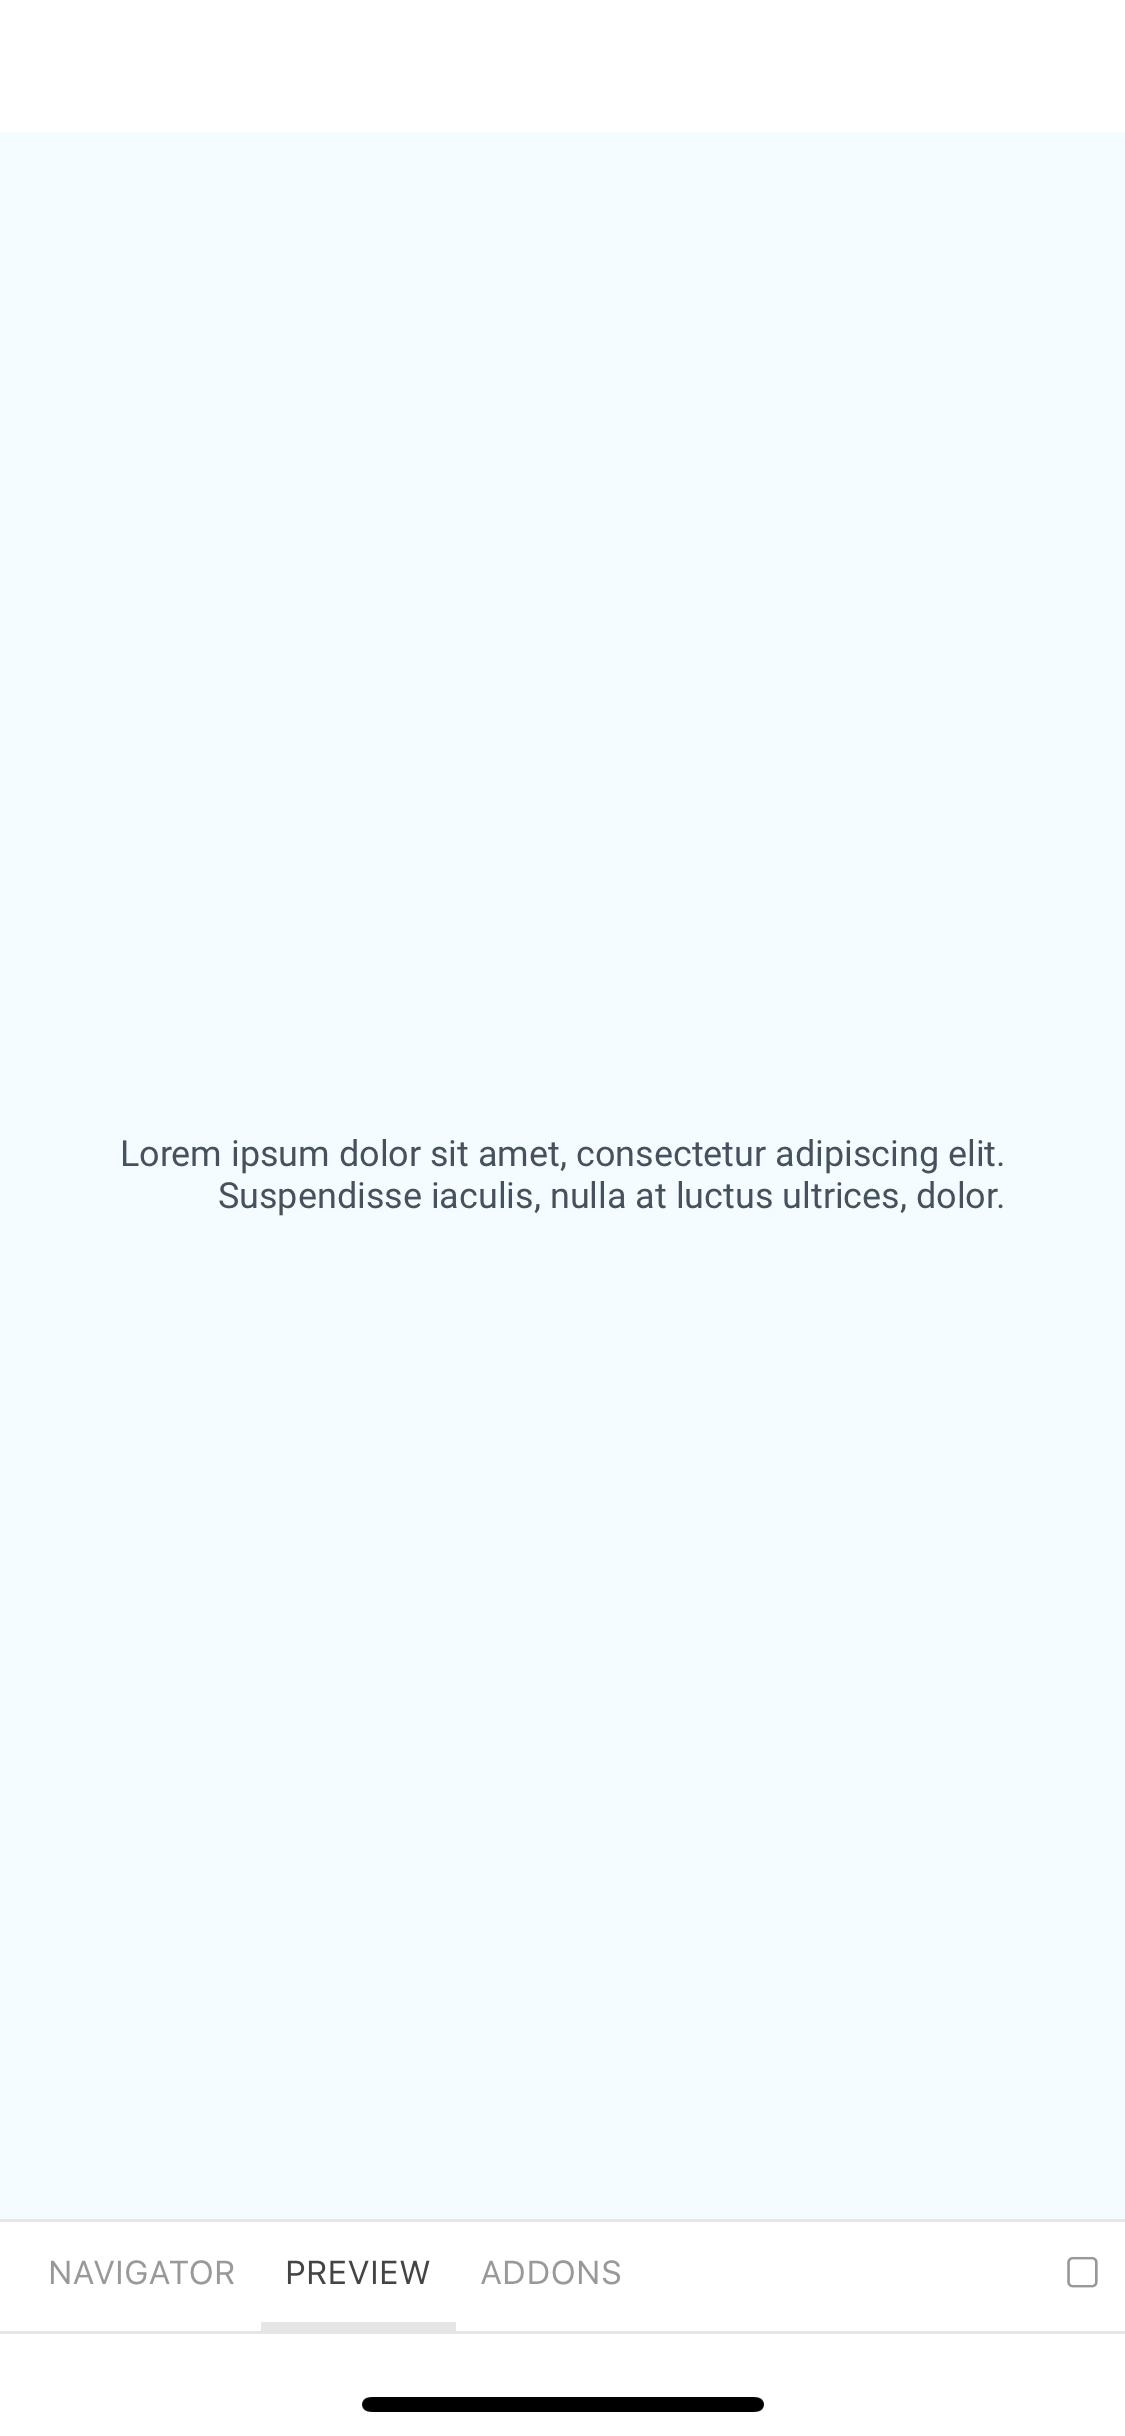 Lorem ipsum dolor sit amet, consectetur adipiscing elit.
Suspendisse iaculis, nulla at luctus ultrices, dolor.
NAVIGATOR PREVIEW ADDONS